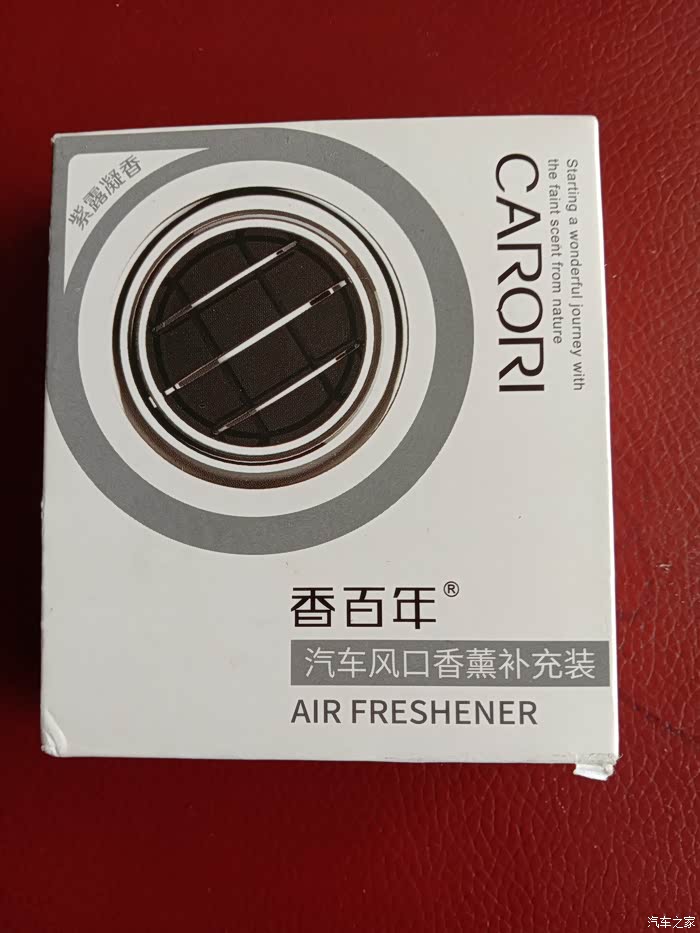 紫露凝香
Starting a wonderful journey with
the faint scent from nature
CARORI
香百年®
汽车风口香薰补充装
AIR FRESHENER
汽车之家